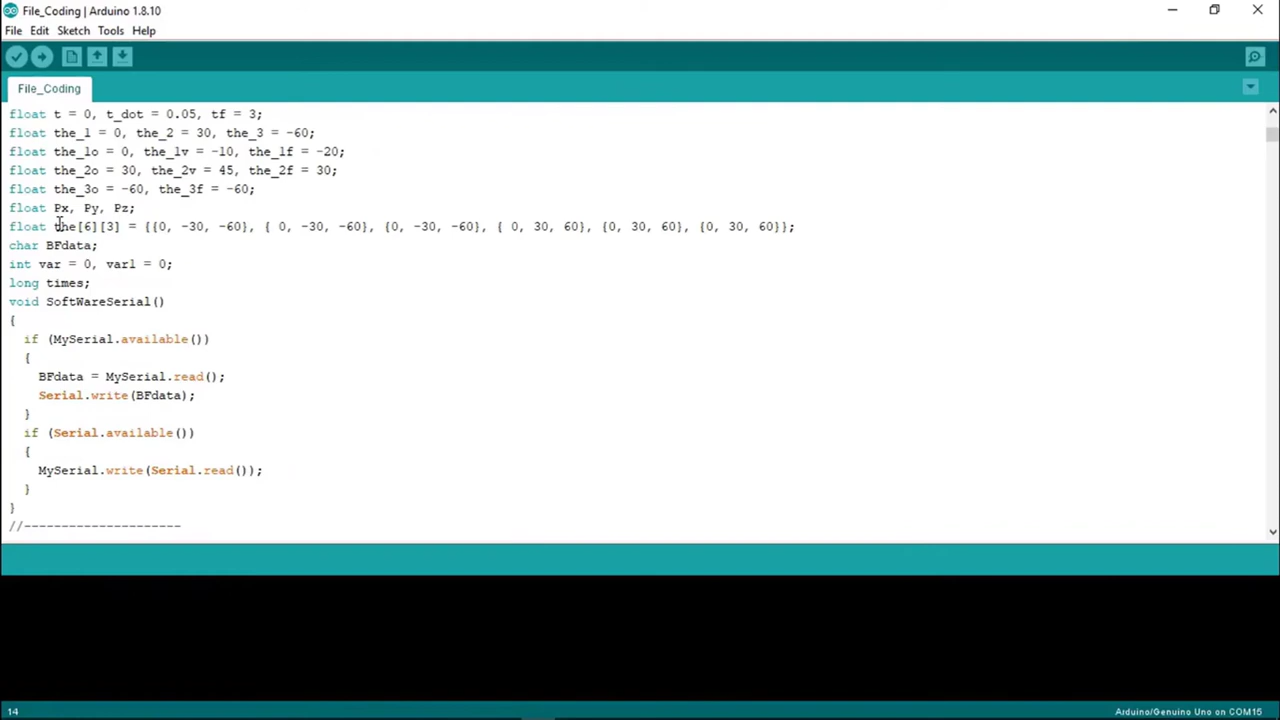 File_Coding | Arduino 1.8.10
File Edit Sketch Tools Help
File_Coding
float t = 0, t_dot = 0.05, tf = 3;
float the_1 = 0, the_2 = 30, the_3 = -60;
float the_1o = 0, the_1v = -10, the_1f = -20;
float the_2o = 30, the_2v = 45, the_2f = 30;
float the_3o = -60, the_3f = -60;
float Px, Py, Pz;
float the[6][3] = {{0, -30, -60}, { 0, -30, -60}, {0, -30, -60}, { 0, 30, 60}, {0, 30, 60}, {0, 30, 60}};
char BFdata;
int var = 0, var1 = 0;
long times;
void SoftWareSerial()
{
  if (MySerial.available())
  {
    BFdata = MySerial.read();
    Serial.write(BFdata);
  }
  if (Serial.available())
  {
    MySerial.write(Serial.read());
  }
}
//---------------------
14
Arduino/Genuino Uno on COM15